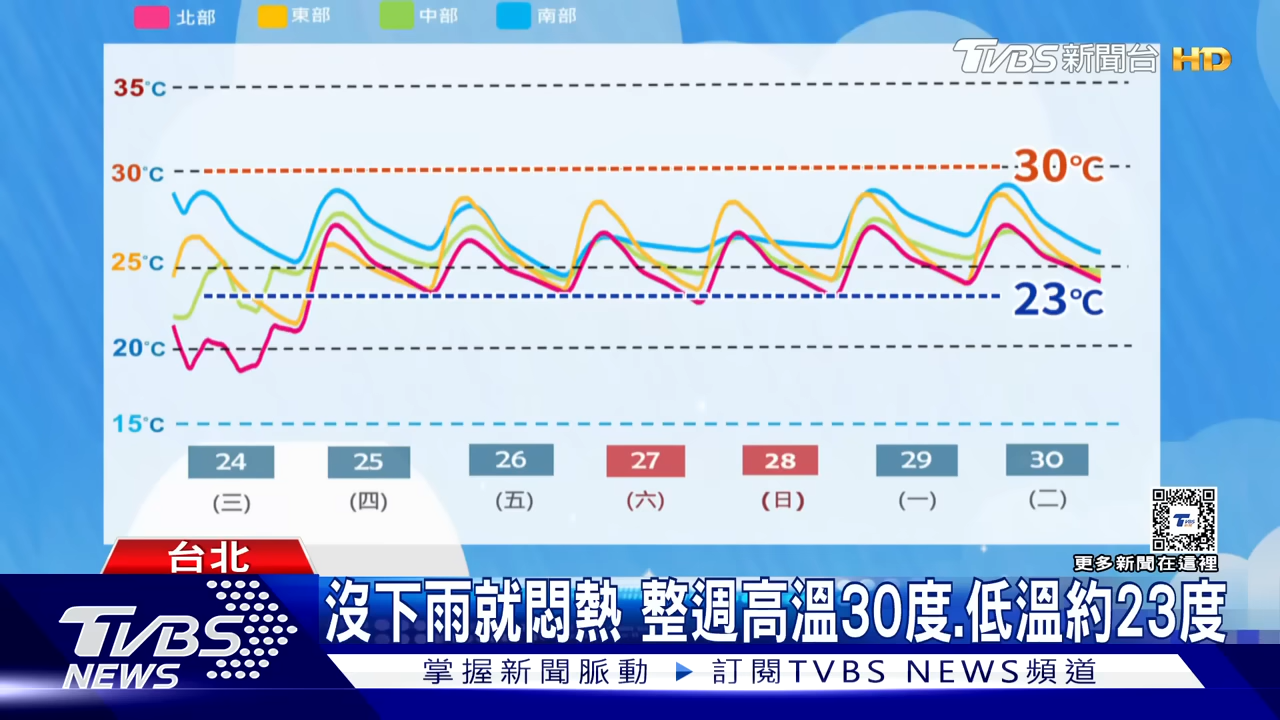 北部 東部 中部 南部
TVBS新聞台 HD
35°C
30°C
30°C
25°C
23°C
20°C
15°C
24 25 26 27 28 29 30
(三) (四) (五) (六) (日) (一) (二)
TVBS
更多新聞在這裡
台北
沒下雨就悶熱 整週高溫30度.低溫約23度
TVBS
NEWS
掌握新聞脈動 訂閱TVBS NEWS頻道